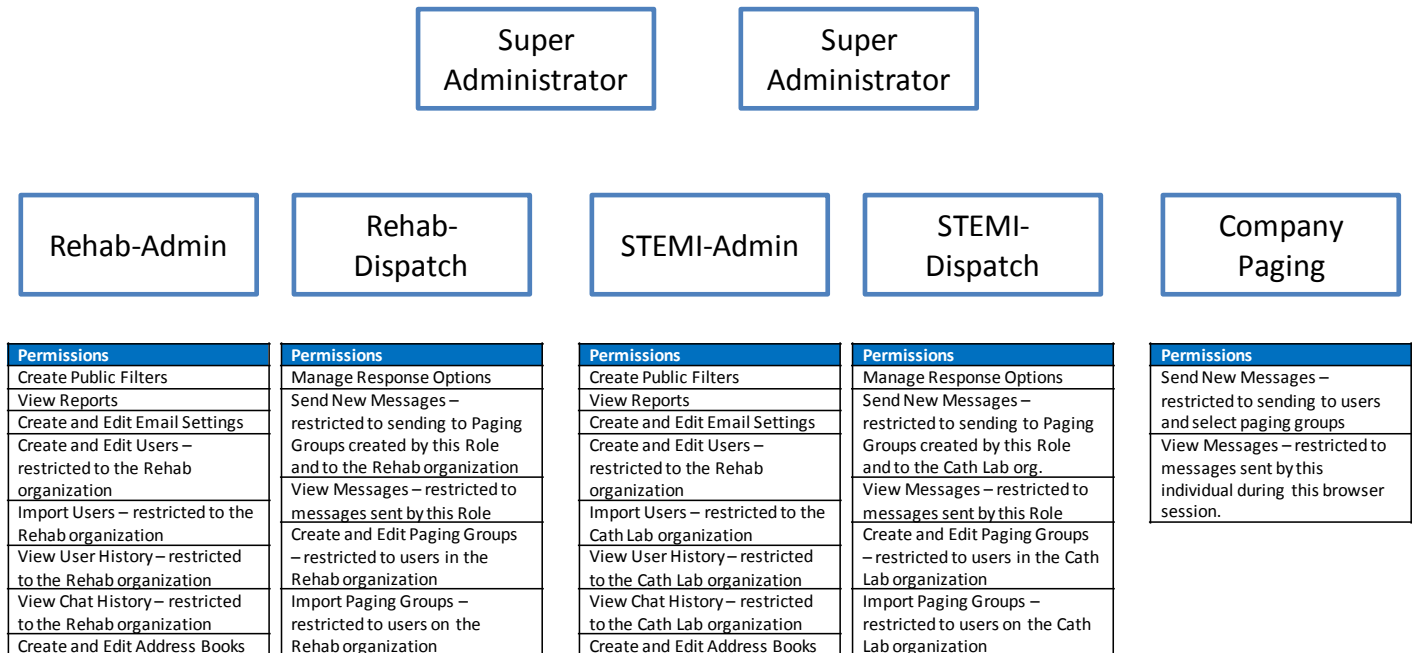 Super
Administrator
Super
Administrator
Rehab-Admin
Rehab-
Dispatch
STEMI-Admin
STEMI-
Dispatch
Company
Paging
Permissions
Create Public Filters
View Reports
Create and Edit Email Settings
Create and Edit Users –
restricted to the Rehab
organization
Import Users – restricted to the
Rehab organization
View User History – restricted
to the Rehab organization
View Chat History – restricted
to the Rehab organization
Create and Edit Address Books
Permissions
Manage Response Options
Send New Messages –
restricted to sending to Paging
Groups created by this Role
and to the Rehab organization
View Messages – restricted to
messages sent by this Role
Create and Edit Paging Groups
– restricted to users in the
Rehab organization
Import Paging Groups –
restricted to users on the
Rehab organization
Permissions
Create Public Filters
View Reports
Create and Edit Email Settings
Create and Edit Users –
restricted to the Rehab
organization
Import Users – restricted to the
Cath Lab organization
View User History – restricted
to the Cath Lab organization
View Chat History – restricted
to the Cath Lab organization
Create and Edit Address Books
Permissions
Manage Response Options
Send New Messages –
restricted to sending to Paging
Groups created by this Role
and to the Cath Lab org.
View Messages – restricted to
messages sent by this Role
Create and Edit Paging Groups
– restricted to users in the Cath
Lab organization
Import Paging Groups –
restricted to users on the Cath
Lab organization
Permissions
Send New Messages –
restricted to sending to users
and select paging groups
View Messages – restricted to
messages sent by this
individual during this browser
session.